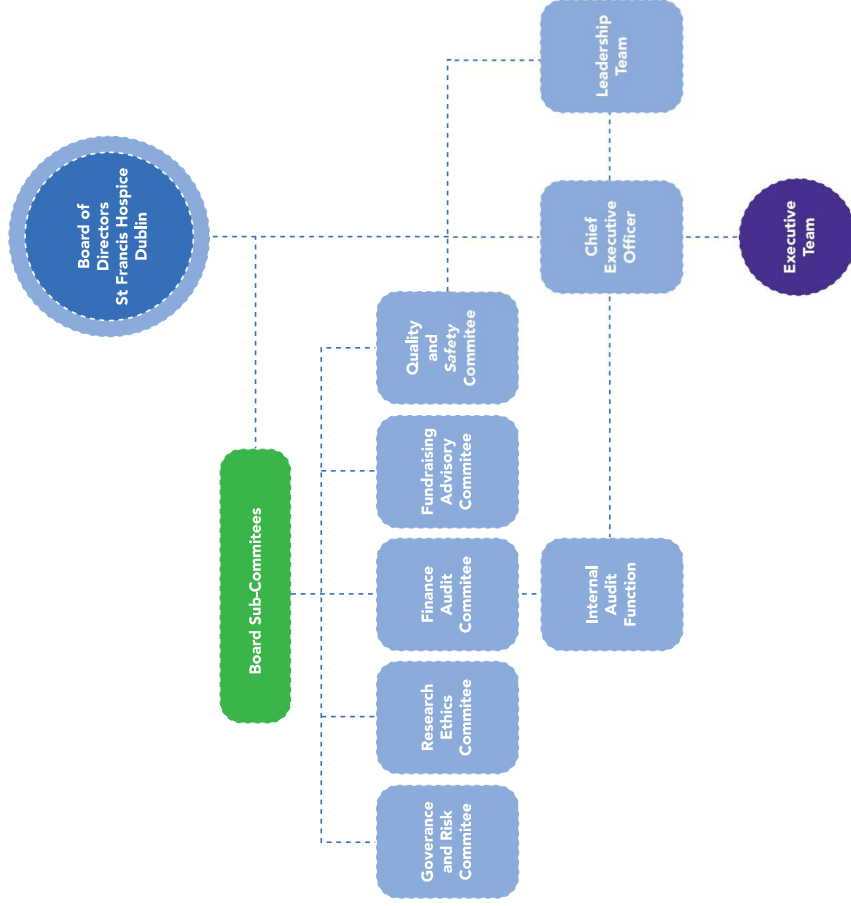 Board of
Directors
St Francis Hospice
Dublin
Board Sub-Commitees
Goverance
and Risk
Commitee
Research
Ethics
Commitee
Finance
Audit
Commitee
Fundraising
Advisory
Commitee
Quality
and
Safety
Commitee
Internal
Audit
Function
Chief
Executive
Officer
Leadership
Team
Executive
Team